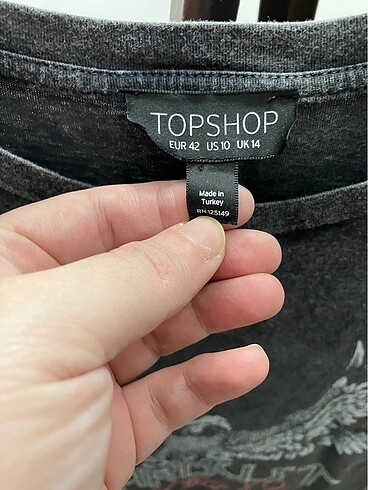 TOPSHOP
EUR 42 US 10 UK 14
Made in
Turkey
RN 125149